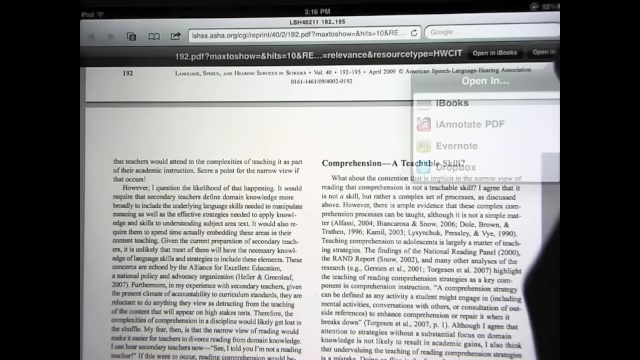 iPod
3:16 PM
LSH40211 192..195
lshss.asha.org/cgi/reprint/40/2/192.pdf?maxtoshow=&hits=10&RE...
Google
192.pdf?maxtoshow=&hits=10&RE...=relevance&resourcetype=HWCIT
Open in iBooks
Open in...
192 LANGUAGE, SPEECH, AND HEARING SERVICES IN SCHOOLS • Vol. 40 • 192–195 • April 2009 © American Speech-Language-Hearing Association
0161-1461/09/4002-0192
Open In...
iBooks
iAnnotate PDF
Evernote
Dropbox
that teachers would attend to the complexities of teaching it as part
of their academic instruction. Score a point for the narrow view if
that occurs!
However, I question the likelihood of that happening. It would
require that secondary teachers define domain knowledge more
broadly to include the underlying language skills needed to manipulate
meaning as well as the effective strategies needed to apply knowl-
edge and skills to understanding subject area text. It would also re-
quire them to spend time actually embedding these areas in their
content teaching. Given the current preparation of secondary teach-
ers, it is unlikely that most of them will have the necessary knowl-
edge of language skills and strategies to include these elements. These
concerns are echoed by the Alliance for Excellent Education,
a national policy and advocacy organization (Heller & Greenleaf,
2007). Furthermore, in my experience with secondary teachers, given
the present climate of accountability to curriculum standards, they are
reluctant to do anything they view as detracting from the teaching
of the content that will appear on high stakes tests. Therefore, the
complexities of comprehension in a discipline would likely get lost in
the shuffle. My fear, then, is that the narrow view of reading would
make it easier for teachers to divorce reading from domain knowledge.
I can hear secondary teachers now—"See, I told you I'm not a reading
teacher!" If this were to occur, reading comprehension would be,
Comprehension—A Teachable Skill?
What about the contention that is implicit in the narrow view of
reading that comprehension is not a teachable skill? I agree that it
is not a skill, but rather a complex set of processes, as discussed
above. However, there is ample evidence that these complex com-
prehension processes can be taught, although it is not a simple mat-
ter (Alfassi, 2004; Biancarosa & Snow, 2006; Dole, Brown, &
Trathen, 1996; Kamil, 2003; Lysynchuk, Pressley, & Vye, 1990).
Teaching comprehension to adolescents is largely a matter of teach-
ing strategies. The findings of the National Reading Panel (2000),
the RAND Report (Snow, 2002), and many other analyses of the
research (e.g., Gersten et al., 2001; Torgesen et al. 2007) highlight
the teaching of comprehension strategies as a key com-
ponent in comprehension instruction. "A comprehension strategy
can be defined as any activity a student might engage in (including
mental activities, conversations with others, or consultation of out-
side references) to enhance comprehension or repair it when it
breaks down" (Torgesen et al., 2007, p. 1). Although I agree that
attention to strategies without a substantial focus on domain
knowledge is not likely to result in academic gains, I also think
that undervaluing the teaching of comprehension strategies
is a mistake.